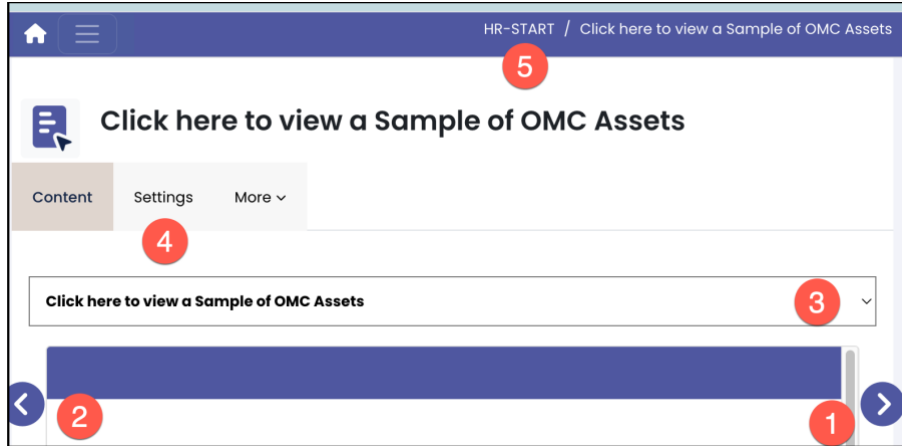 HR-START / Click here to view a Sample of OMC Assets
5
Click here to view a Sample of OMC Assets
Content Settings More
4
Click here to view a Sample of OMC Assets 3
2 1